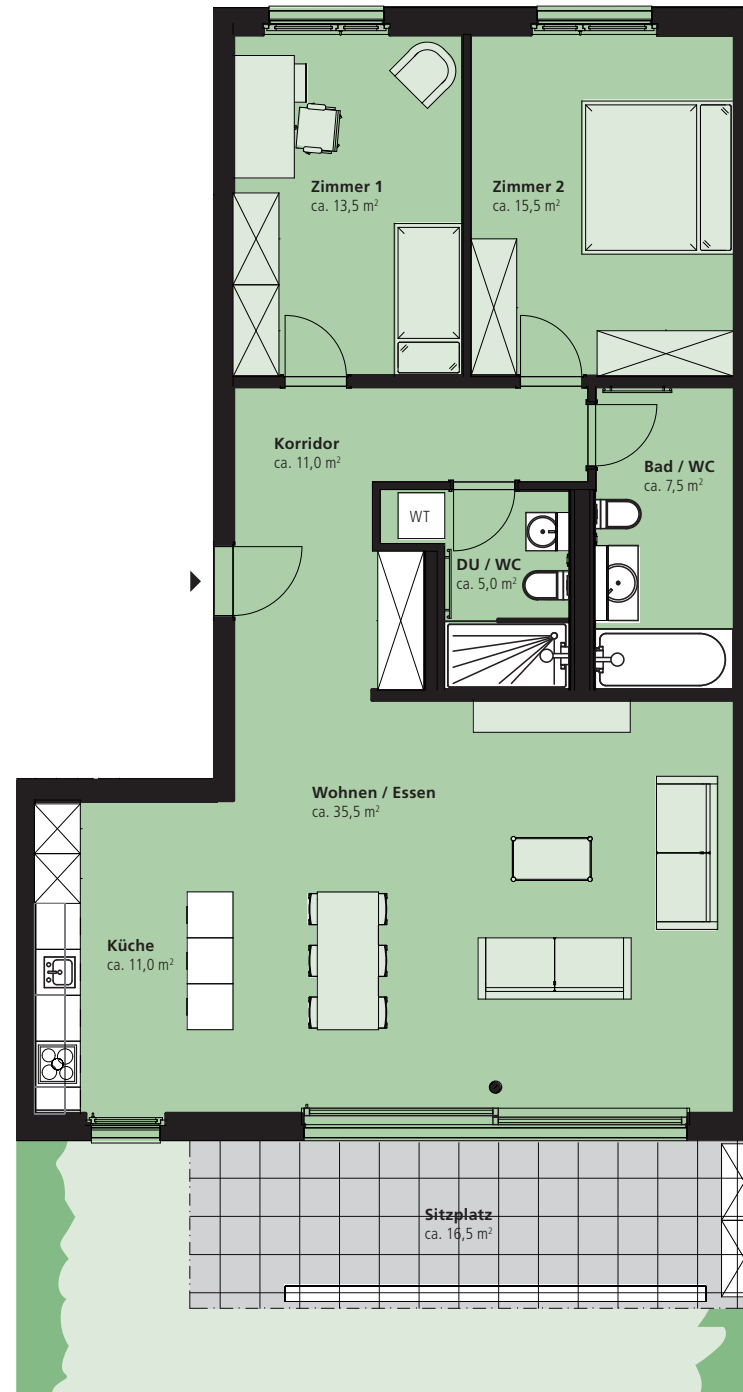 Zimmer 1
ca. 13,5 m²
Zimmer 2
ca. 15,5 m²
Korridor
ca. 11,0 m²
Bad / WC
ca. 7,5 m²
WT
DU / WC
ca. 5,0 m²
Wohnen / Essen
ca. 35,5 m²
Küche
ca. 11,0 m²
Sitzplatz
ca. 16,5 m²